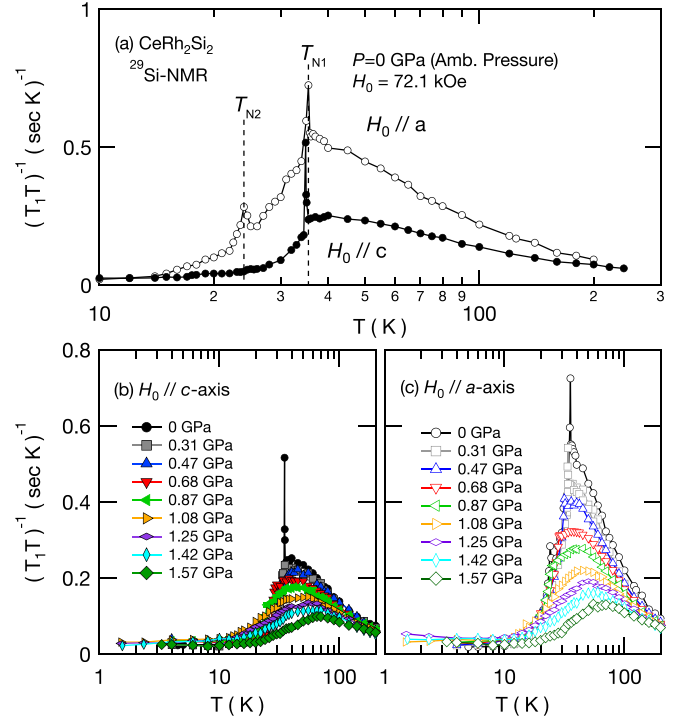 (a) CeRh₂Si₂
²⁹Si-NMR
T_N2
T_N1
P=0 GPa (Amb. Pressure)
H₀ = 72.1 kOe
H₀ // a
H₀ // c
(T₁T)⁻¹ (sec K)⁻¹
1
0.5
0
10 2 3 4 5 6 7 8 9 100 2 3
T ( K )
(b) H₀ // c-axis
0 GPa
0.31 GPa
0.47 GPa
0.68 GPa
0.87 GPa
1.08 GPa
1.25 GPa
1.42 GPa
1.57 GPa
(T₁T)⁻¹ (sec K)⁻¹
0.8
0.6
0.4
0.2
0
1 10 100
T ( K )
(c) H₀ // a-axis
0 GPa
0.31 GPa
0.47 GPa
0.68 GPa
0.87 GPa
1.08 GPa
1.25 GPa
1.42 GPa
1.57 GPa
1 10 100
T ( K )